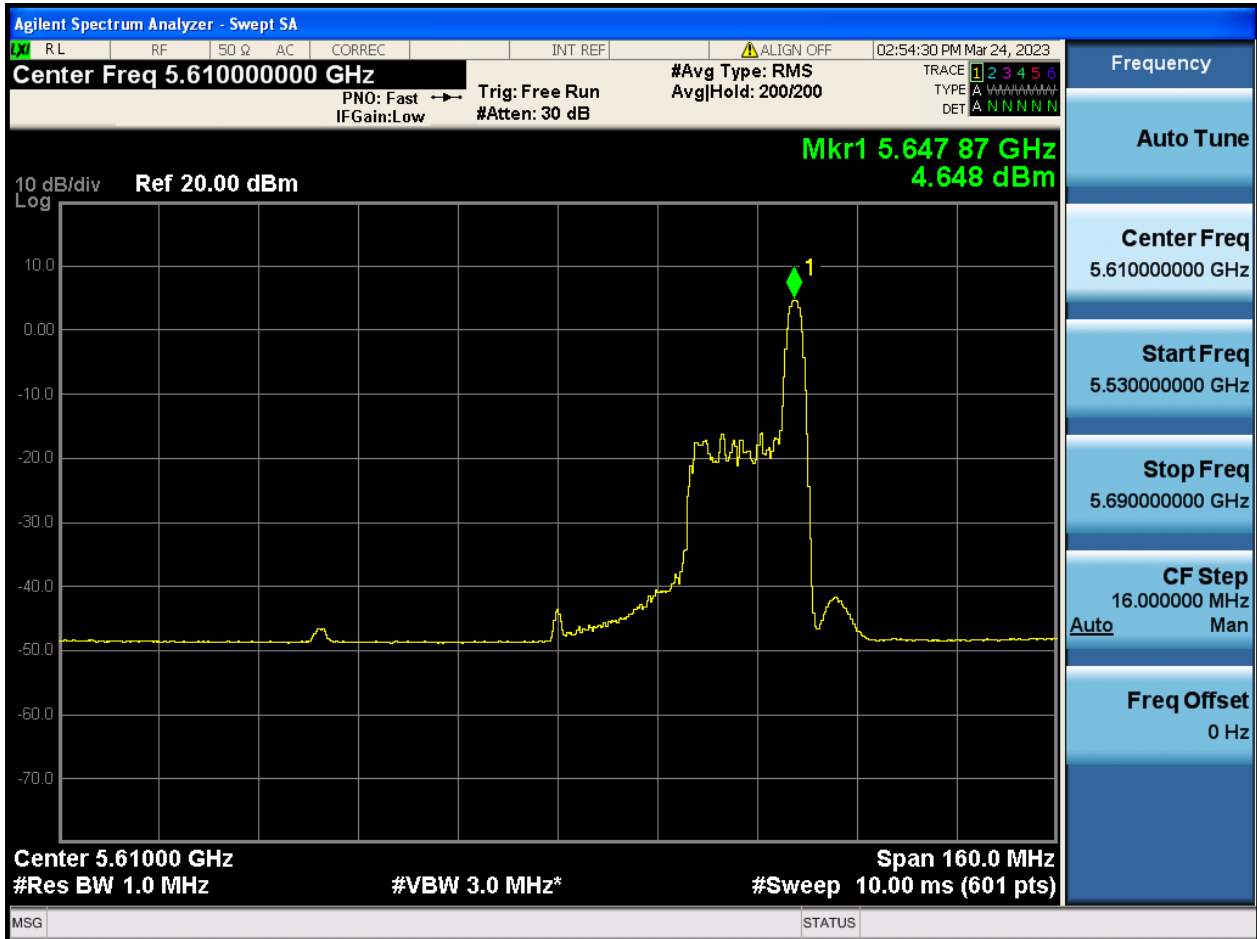 Agilent Spectrum Analyzer - Swept SA
LXI RL RF 50 Ω AC CORREC INT REF ALIGN OFF 02:54:30 PM Mar 24, 2023
Center Freq 5.610000000 GHz
PNO: Fast
IFGain:Low
Trig: Free Run
#Atten: 30 dB
#Avg Type: RMS
Avg|Hold: 200/200
TRACE 1 2 3 4 5 6
TYPE A WWWWWW
DET A N N N N N
Mkr1 5.647 87 GHz
4.648 dBm
10 dB/div Ref 20.00 dBm
Log
1
10.0
0.00
-10.0
-20.0
-30.0
-40.0
-50.0
-60.0
-70.0
Center 5.61000 GHz Span 160.0 MHz
#Res BW 1.0 MHz #VBW 3.0 MHz* #Sweep 10.00 ms (601 pts)
MSG STATUS
Frequency
Auto Tune
Center Freq
5.610000000 GHz
Start Freq
5.530000000 GHz
Stop Freq
5.690000000 GHz
CF Step
16.000000 MHz
Auto Man
Freq Offset
0 Hz